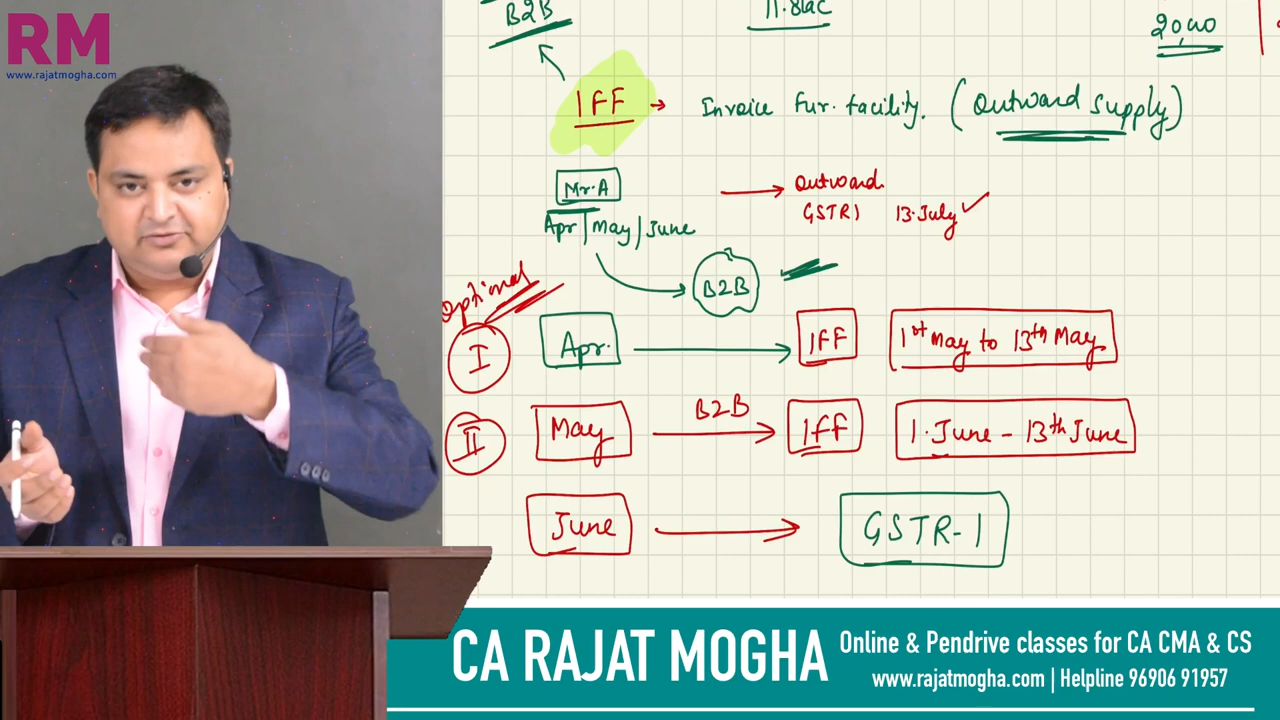 RM
www.rajatmogha.com
B2B
11.8lac
2000
IFF → Invoice Fur. facility. (Outward Supply)
Mr. A → Outward
Apr | May | June
GSTR1 13. July ✓
B2B
Optional
I Apr. → IFF 1st May to 13th May
II May B2B → IFF 1. June - 13th June
June → GSTR-1
CA RAJAT MOGHA
Online & Pendrive classes for CA CMA & CS
www.rajatmogha.com | Helpline 96906 91957